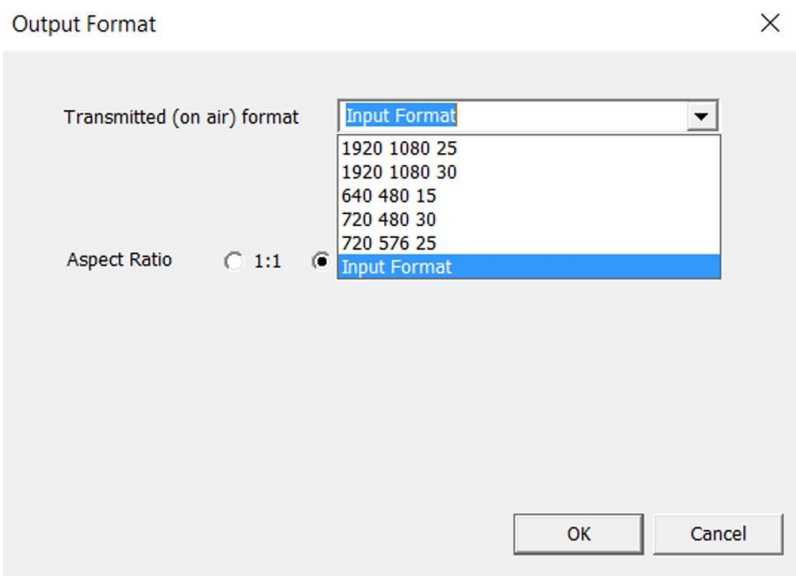 Output Format
Transmitted (on air) format Input Format
1920 1080 25
1920 1080 30
640 480 15
720 480 30
720 576 25
Input Format
Aspect Ratio 1:1
OK Cancel